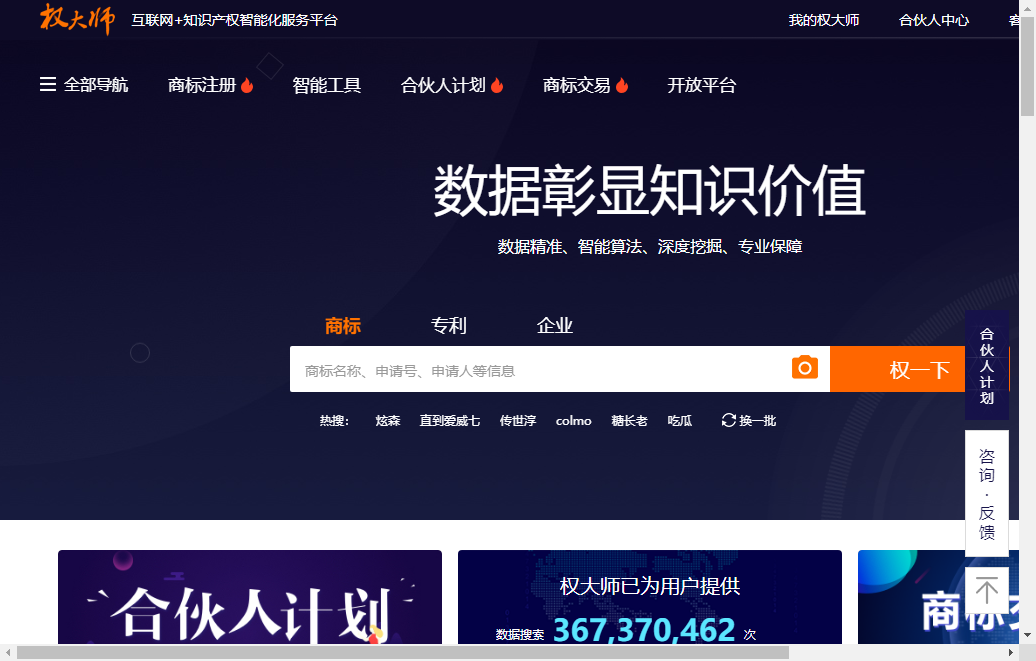 权大师 互联网+知识产权智能化服务平台 我的权大师 合伙人中心
全部导航 商标注册 智能工具 合伙人计划 商标交易 开放平台
数据彰显知识价值
数据精准、智能算法、深度挖掘、专业保障
商标 专利 企业
商标名称、申请号、申请人等信息 权一下
热搜: 炫森 直到爱威七 传世淳 colmo 糖长老 吃瓜 换一批
合伙人计划
咨询·反馈
合伙人计划
权大师已为用户提供
数据搜索 367,370,462 次
商标